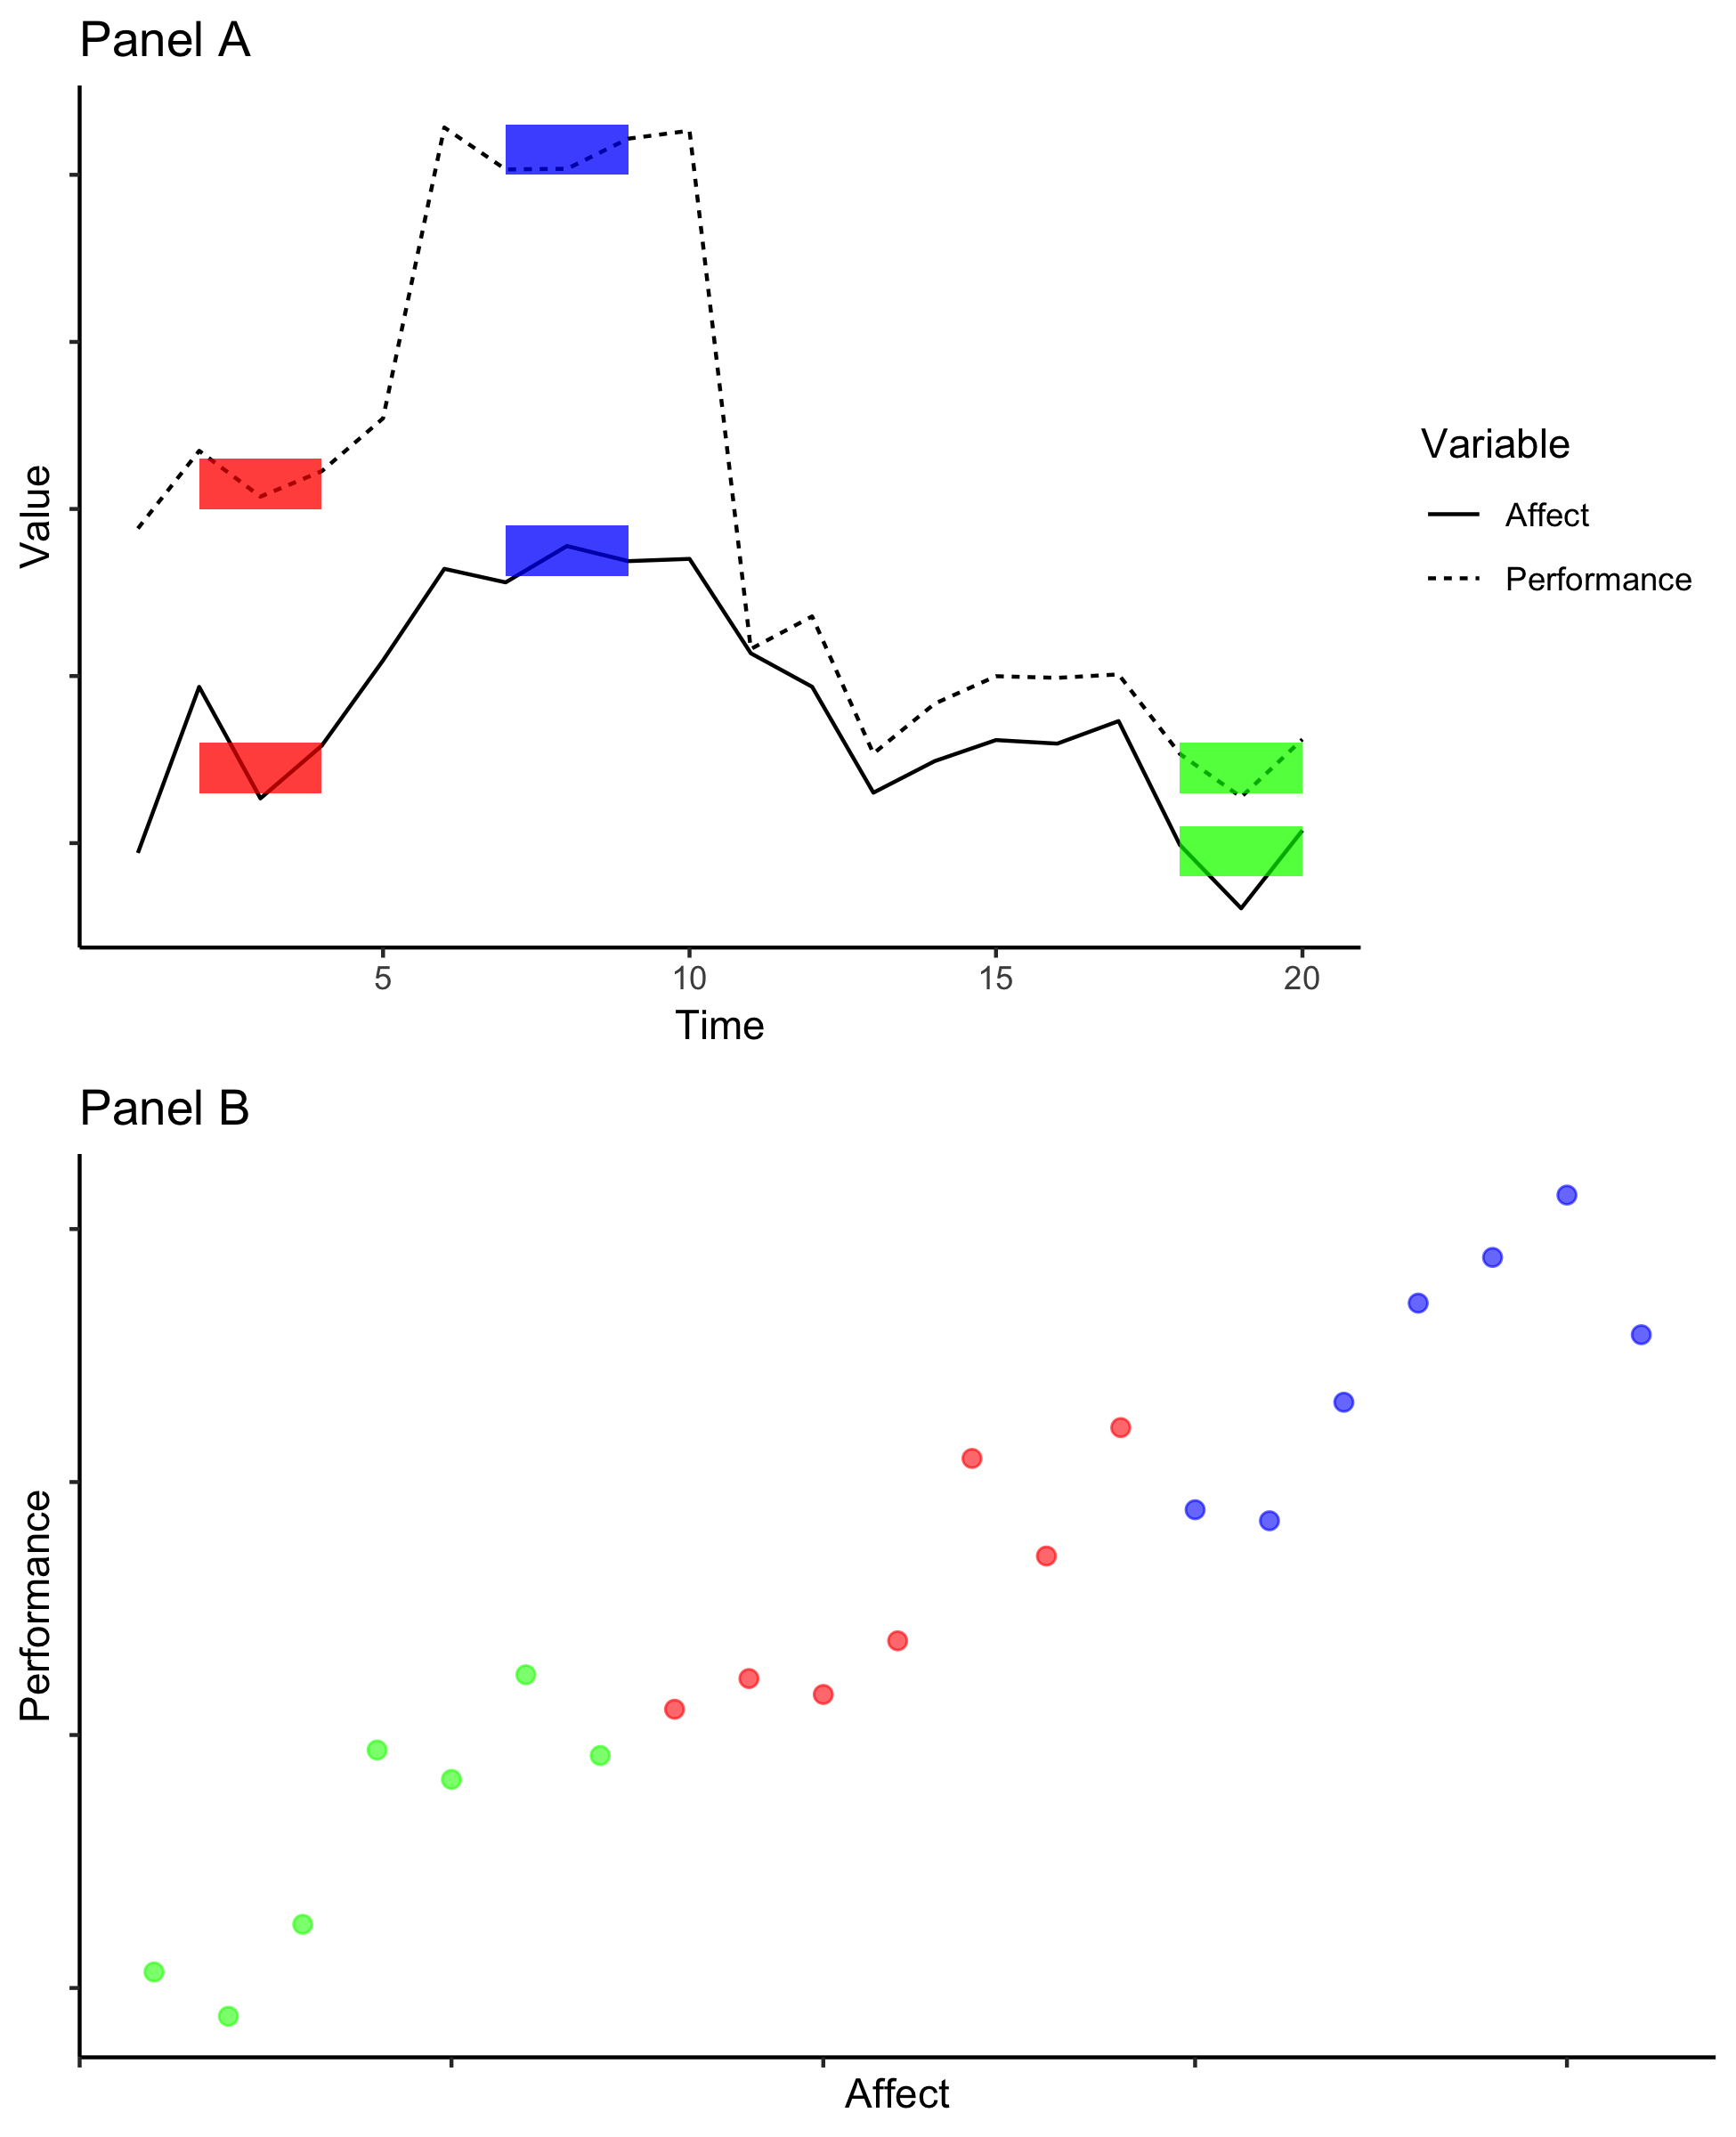 Panel A
Value
5 10 15 20
Time
Variable
Affect
Performance
Panel B
Performance
Affect